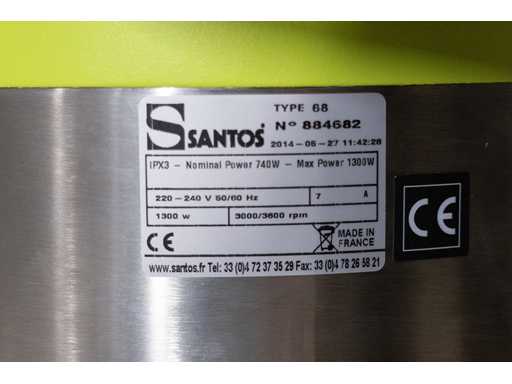 TYPE 68
SANTOS
N° 884682
2014-05-27 11:42:28
IPX3 - Nominal Power 740W - Max Power 1300W
220-240 V 50/60 Hz 7 A
1300 w 3000/3600 rpm
CE MADE IN
FRANCE
www.santos.fr Tel: 33 (0)4 72 37 35 29 Fax: 33 (0)4 78 26 58 21
CE